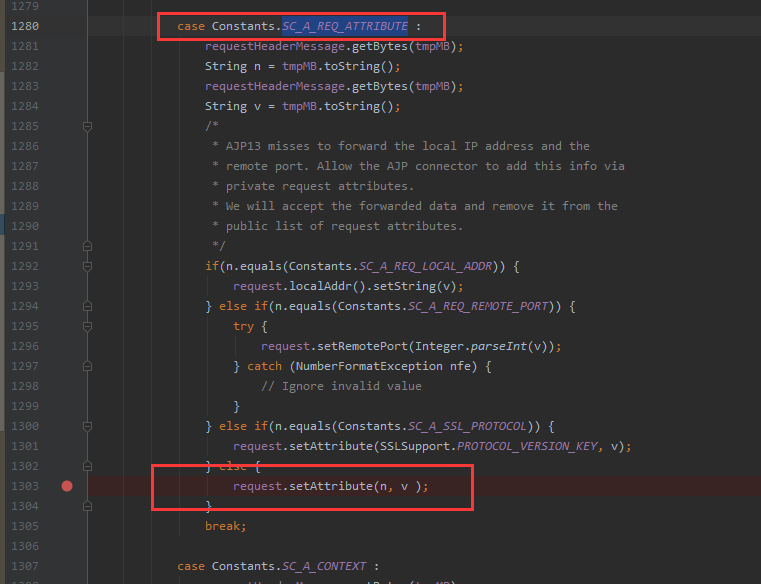 1279
1280 case Constants.SC_A_REQ_ATTRIBUTE :
1281 requestHeaderMessage.getBytes(tmpMB);
1282 String n = tmpMB.toString();
1283 requestHeaderMessage.getBytes(tmpMB);
1284 String v = tmpMB.toString();
1285 /*
1286 * AJP13 misses to forward the local IP address and the
1287 * remote port. Allow the AJP connector to add this info via
1288 * private request attributes.
1289 * We will accept the forwarded data and remove it from the
1290 * public list of request attributes.
1291 */
1292 if(n.equals(Constants.SC_A_REQ_LOCAL_ADDR)) {
1293 request.localAddr().setString(v);
1294 } else if(n.equals(Constants.SC_A_REQ_REMOTE_PORT)) {
1295 try {
1296 request.setRemotePort(Integer.parseInt(v));
1297 } catch (NumberFormatException nfe) {
1298 // Ignore invalid value
1299 }
1300 } else if(n.equals(Constants.SC_A_SSL_PROTOCOL)) {
1301 request.setAttribute(SSLSupport.PROTOCOL_VERSION_KEY, v);
1302 } else {
1303 request.setAttribute(n, v );
1304 }
1305 break;
1306
1307 case Constants.SC_A_CONTEXT :